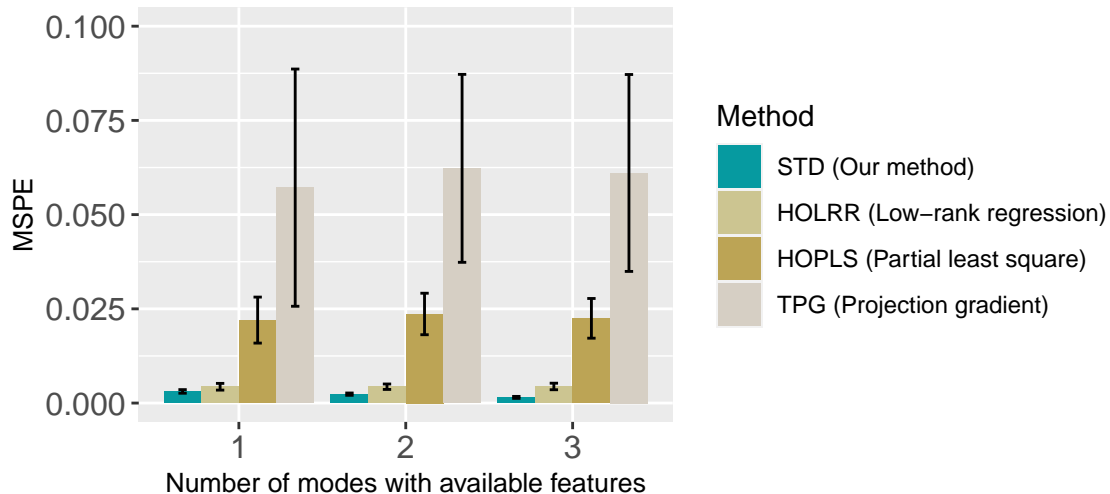 0.100
0.075
0.050
0.025
0.000
MSPE
1 2 3
Number of modes with available features
Method
STD (Our method)
HOLRR (Low−rank regression)
HOPLS (Partial least square)
TPG (Projection gradient)